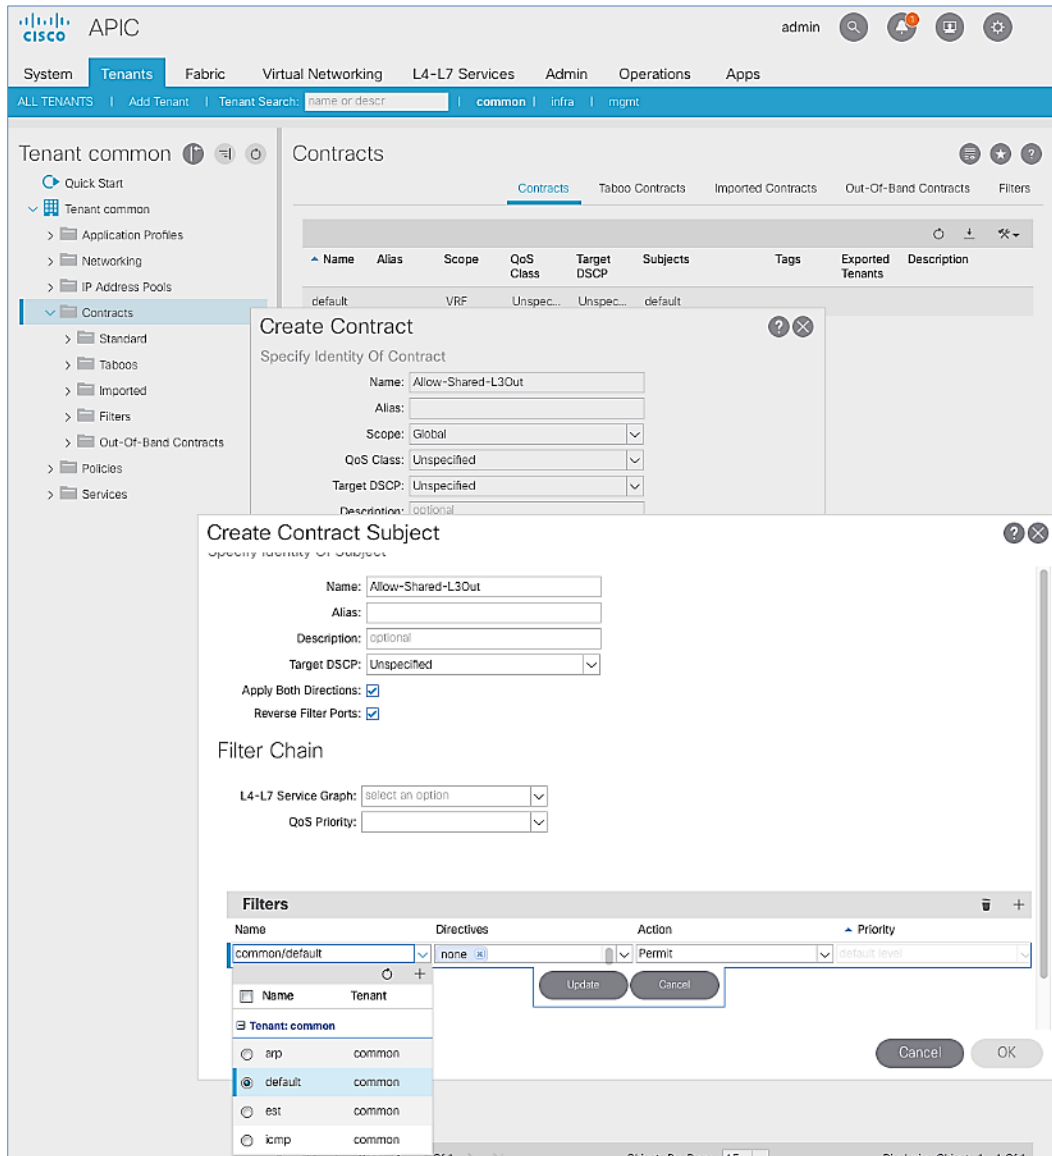 cisco APIC admin 1
System Tenants Fabric Virtual Networking L4-L7 Services Admin Operations Apps
ALL TENANTS | Add Tenant | Tenant Search: name or descr | common | infra | mgmt
Tenant common
Contracts
Quick Start
Contracts Taboo Contracts Imported Contracts Out-Of-Band Contracts Filters
Tenant common
Application Profiles
Networking
IP Address Pools
Contracts
Standard
Taboos
Imported
Filters
Out-Of-Band Contracts
Policies
Services
Name Alias Scope QoS Class Target DSCP Subjects Tags Exported Tenants Description
default VRF Unspec... Unspec... default
Create Contract
Specify Identity Of Contract
Name: Allow-Shared-L3Out
Alias:
Scope: Global
QoS Class: Unspecified
Target DSCP: Unspecified
Description: optional
Create Contract Subject
Specify Identity Of Subject
Name: Allow-Shared-L3Out
Alias:
Description: optional
Target DSCP: Unspecified
Apply Both Directions:
Reverse Filter Ports:
Filter Chain
L4-L7 Service Graph: select an option
QoS Priority:
Filters
Name Directives Action Priority
common/default none Permit default level
Update Cancel
Name Tenant
Tenant: common
arp common
default common
est common
icmp common
Cancel OK